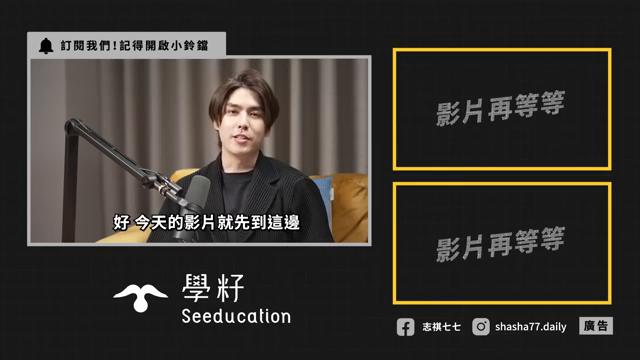 訂閱我們!記得開啟小鈴鐺
好 今天的影片就先到這邊
學籽
Seeducation
影片再等等
影片再等等
志祺七七
shasha77.daily
廣告